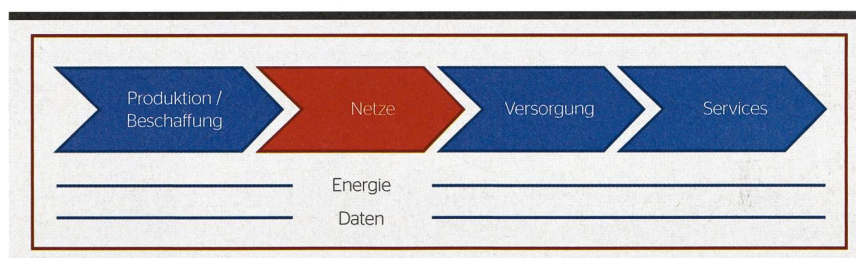 Produktion /
Beschaffung
Netze
Versorgung
Services
Energie
Daten